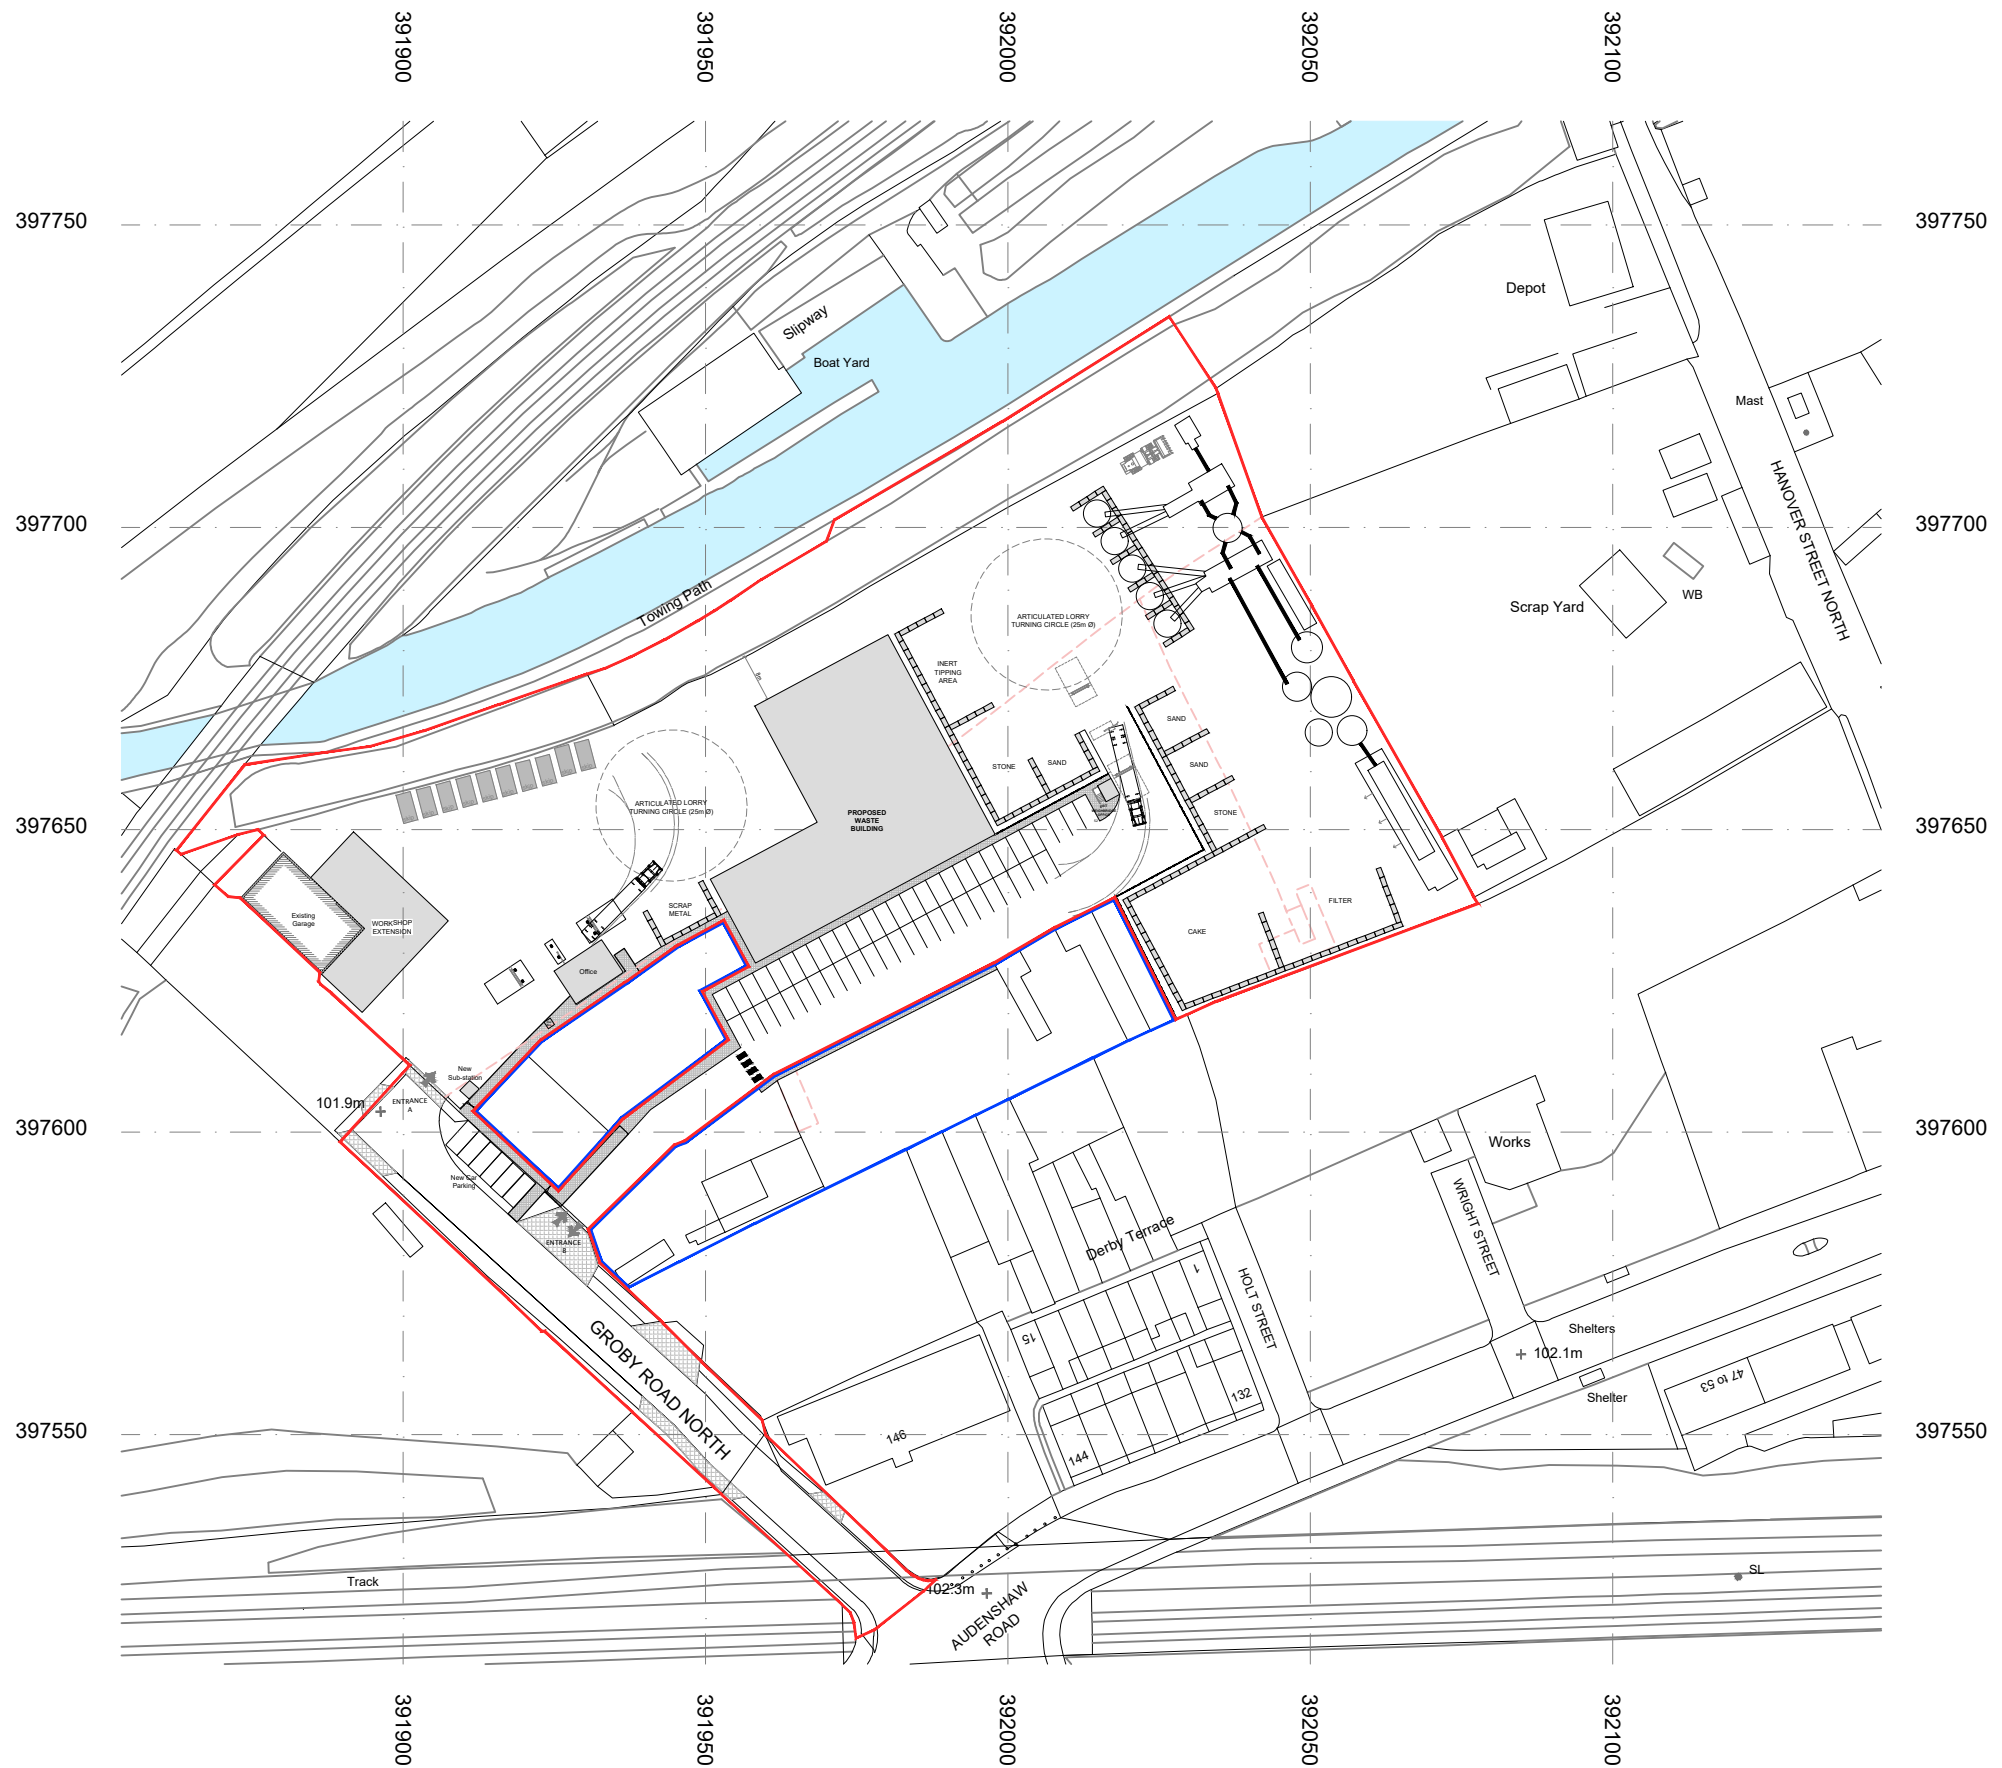 391900
391950
392000
392050
392100
397750
397750
Depot
Slipway
Boat Yard
Mast
HANOVER STREET NORTH
397700
397700
Towing Path
Scrap Yard
WB
ARTICULATED LORRY
TURNING CIRCLE (25m Ø)
INERT
TIPPING
AREA
SAND
STONE
SAND
SAND
STONE
ARTICULATED LORRY
TURNING CIRCLE (25m Ø)
PROPOSED
WASTE
BUILDING
397650
397650
SCRAP
METAL
Existing
Garage
WORKSHOP
EXTENSION
FILTER
CAKE
Office
New
Sub-station
101.9m
ENTRANCE
A
397600
397600
Works
New Car
Parking
WRIGHT STREET
ENTRANCE
B
Derby Terrace
1
HOLT STREET
15
GROBY ROAD NORTH
Shelters
102.1m
47 to 53
Shelter
132
146
144
397550
397550
Track
102.3m
SL
AUDENSHAW
ROAD
391900
391950
392000
392050
392100